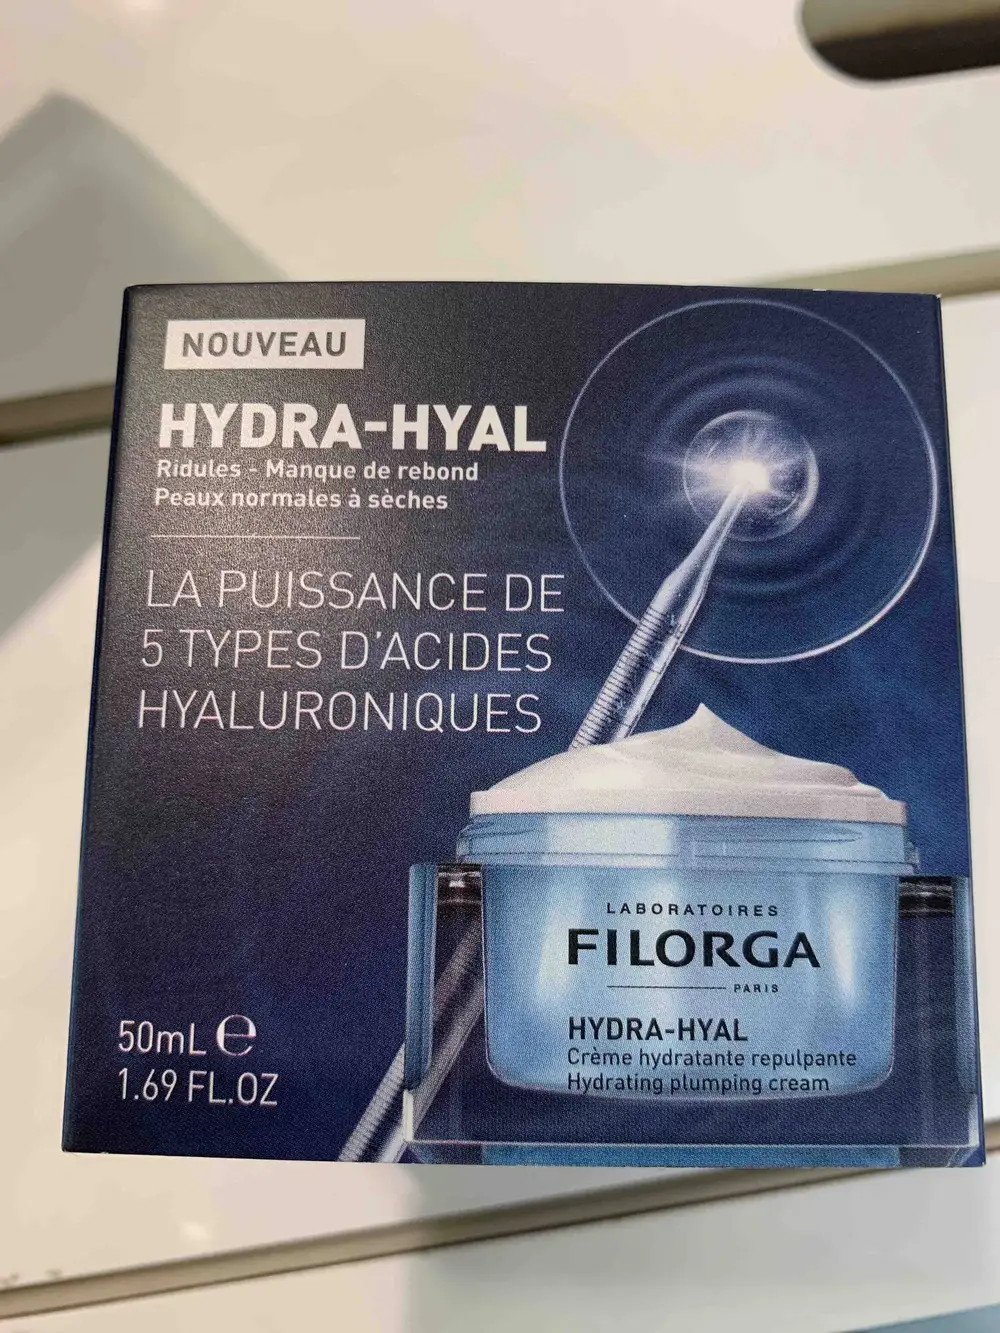 NOUVEAU
HYDRA-HYAL
Ridules - Manque de rebond
Peaux normales à sèches
LA PUISSANCE DE
5 TYPES D'ACIDES
HYALURONIQUES
LABORATOIRES
FILORGA
PARIS
HYDRA-HYAL
Crème hydratante repulpante
Hydrating plumping cream
50mL ℮
1.69 FL.OZ